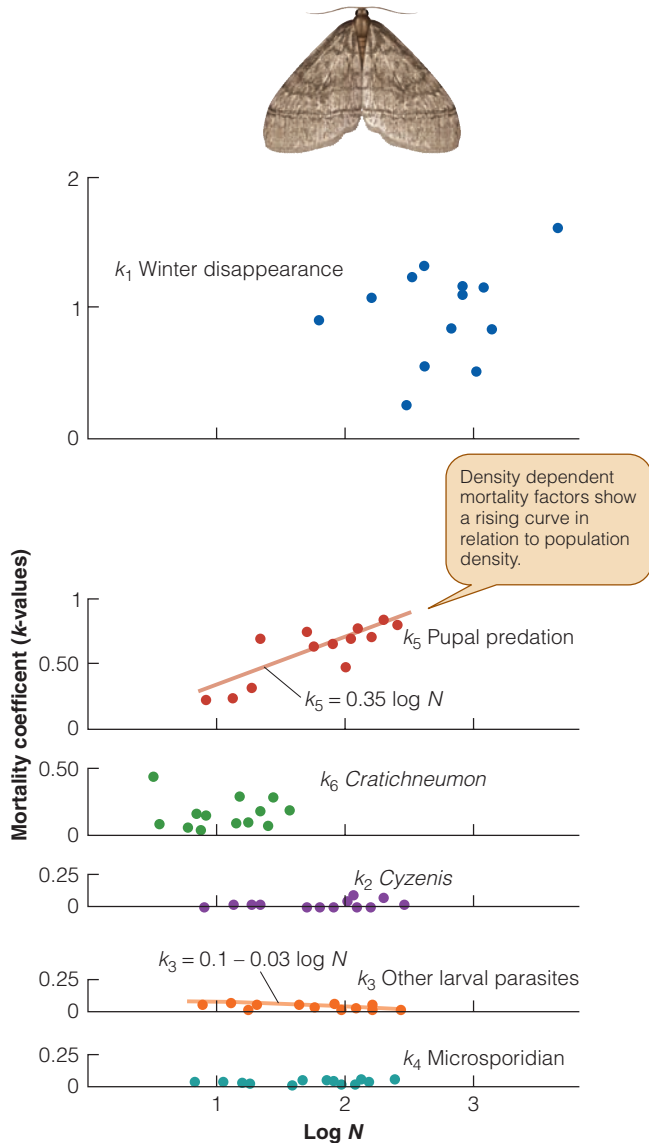 2
k1 Winter disappearance
1
0
Density dependent
mortality factors show
a rising curve in
relation to population
density.
Mortality coefficent (k-values)
1
k5 Pupal predation
0.50
k5 = 0.35 log N
0
0.50
k6 Cratichneumon
0
0.25
k2 Cyzenis
0
k3 = 0.1 – 0.03 log N
0.25
k3 Other larval parasites
0
0.25
k4 Microsporidian
0
1 2 3
Log N